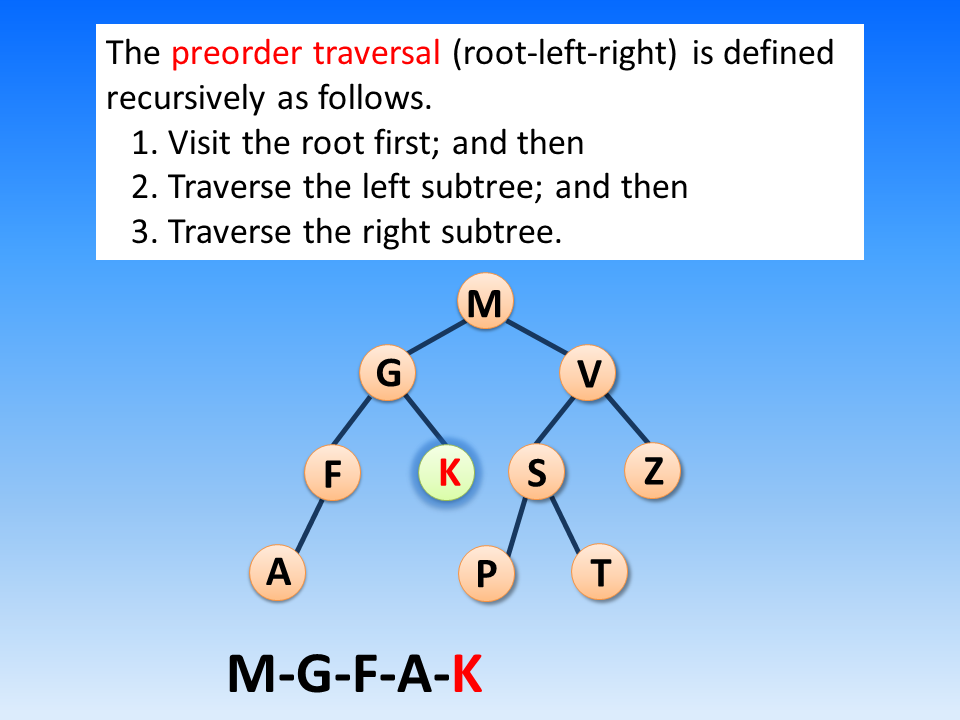 The preorder traversal (root-left-right) is defined
recursively as follows.
1. Visit the root first; and then
2. Traverse the left subtree; and then
3. Traverse the right subtree.
M
G
V
F
K
S
Z
A
P
T
M-G-F-A-K